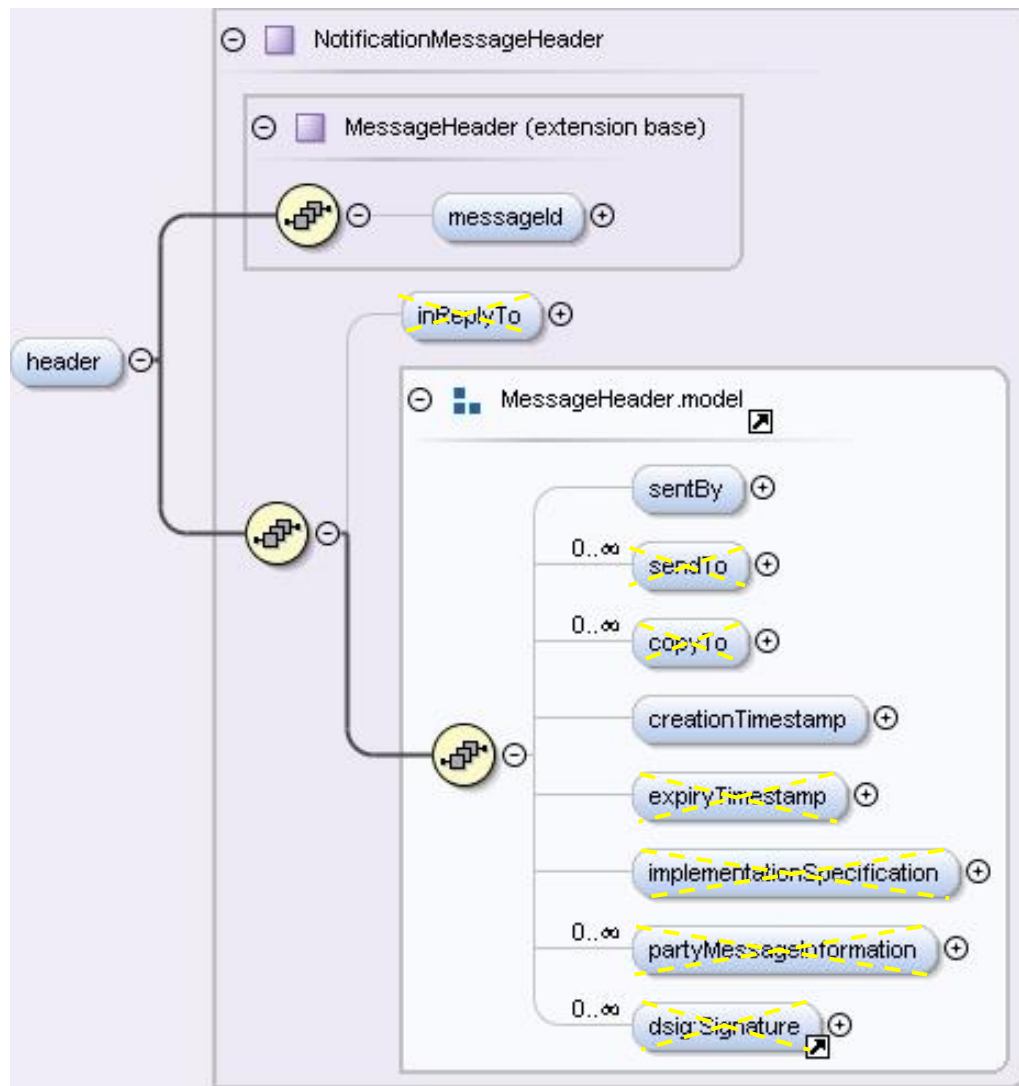 NotificationMessageHeader
MessageHeader (extension base)
messageId
inReplyTo
header
MessageHeader.model
sentBy
0..∞
sendTo
0..∞
copyTo
creationTimestamp
expiryTimestamp
implementationSpecification
0..∞
partyMessageInformation
0..∞
dsig:Signature